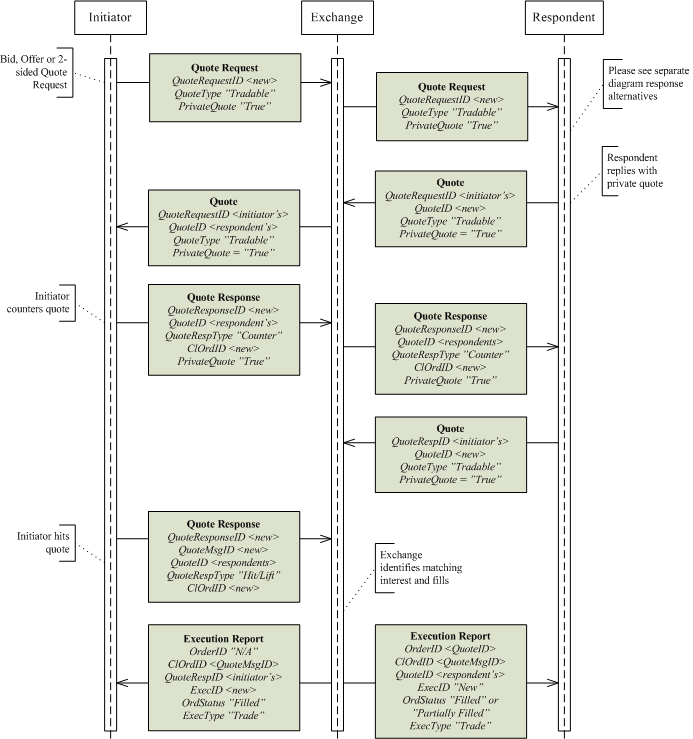 Initiator
Exchange
Respondent
Bid, Offer or 2-
sided Quote
Request
Quote Request
QuoteRequestID <new>
QuoteType "Tradable"
PrivateQuote "True"
Quote Request
QuoteRequestID <new>
QuoteType "Tradable"
PrivateQuote "True"
Please see separate
diagram response
alternatives
Respondent
replies with
private quote
Quote
QuoteRequestID <initiator's>
QuoteID <new>
QuoteType "Tradable"
PrivateQuote = "True"
Quote
QuoteRequestID <initiator's>
QuoteID <respondent's>
QuoteType "Tradable"
PrivateQuote = "True"
Initiator
counters quote
Quote Response
QuoteResponseID <new>
QuoteID <respondent's>
QuoteRespType "Counter"
ClOrdID <new>
PrivateQuote "True"
Quote Response
QuoteResponseID <new>
QuoteID <respondents>
QuoteRespType "Counter"
ClOrdID <new>
PrivateQuote "True"
Quote
QuoteRespID <initiator's>
QuoteID <new>
QuoteType "Tradable"
PrivateQuote = "True"
Initiator hits
quote
Quote Response
QuoteResponseID <new>
QuoteMsgID <new>
QuoteID <respondents>
QuoteRespType "Hit/Lift"
ClOrdID <new>
Exchange
identifies matching
interest and fills
Execution Report
OrderID "N/A"
ClOrdID <QuoteMsgID>
QuoteRespID <initiator's>
ExecID <new>
OrdStatus "Filled"
ExecType "Trade"
Execution Report
OrderID <QuoteID>
ClOrdID <QuoteMsgID>
QuoteID <respondent's>
ExecID "New"
OrdStatus "Filled" or
"Partially Filled"
ExecType "Trade"